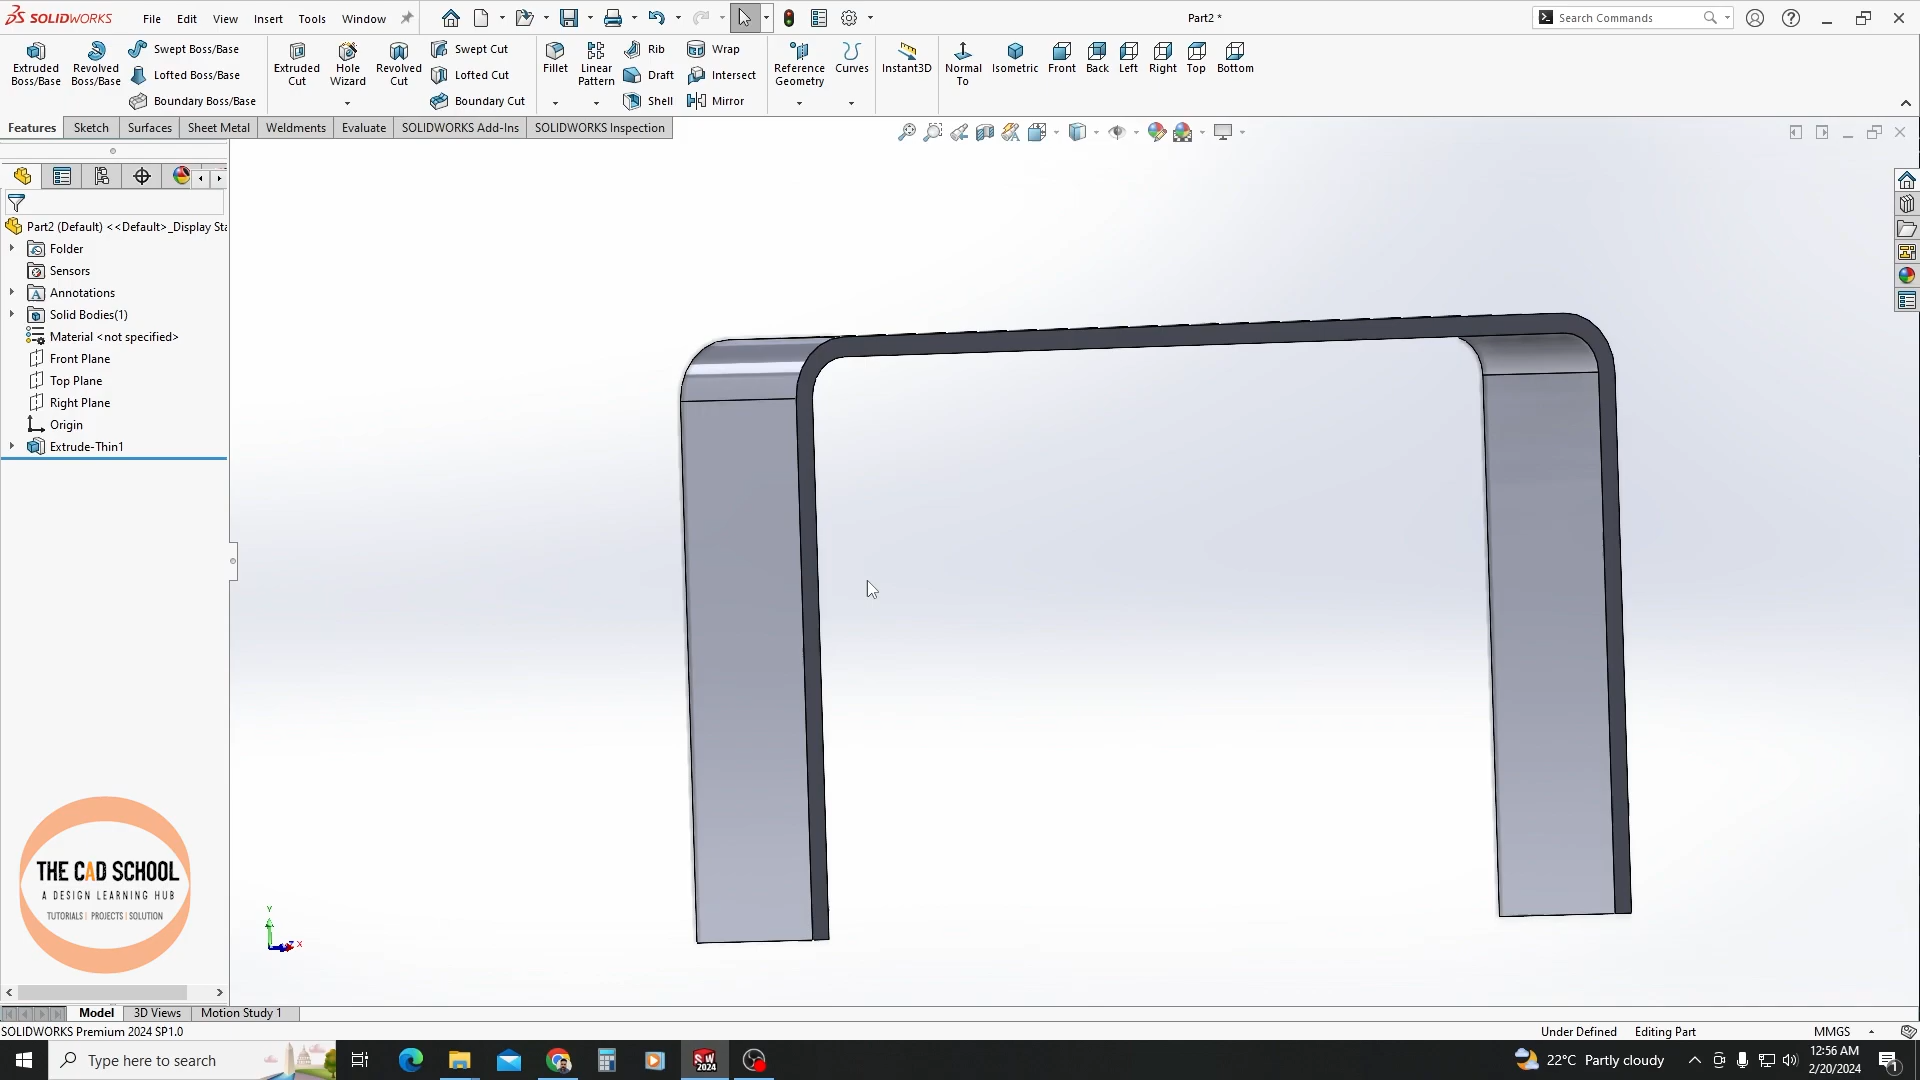 SOLIDWORKS
File Edit View Insert Tools Window
Part2 *
Search Commands
Extruded Boss/Base
Revolved Boss/Base
Swept Boss/Base
Lofted Boss/Base
Boundary Boss/Base
Extruded Cut
Hole Wizard
Revolved Cut
Swept Cut
Lofted Cut
Boundary Cut
Fillet
Linear Pattern
Rib
Draft
Shell
Wrap
Intersect
Mirror
Reference Geometry
Curves
Instant3D
Normal To
Isometric
Front
Back
Left
Right
Top
Bottom
Features Sketch Surfaces Sheet Metal Weldments Evaluate SOLIDWORKS Add-Ins SOLIDWORKS Inspection
Part2 (Default) <<Default>_Display Sta
Folder
Sensors
Annotations
Solid Bodies(1)
Material <not specified>
Front Plane
Top Plane
Right Plane
Origin
Extrude-Thin1
THE CAD SCHOOL
A DESIGN LEARNING HUB
TUTORIALS | PROJECTS | SOLUTION
Y
Z X
Model 3D Views Motion Study 1
SOLIDWORKS Premium 2024 SP1.0
Under Defined Editing Part MMGS
Type here to search
SW
2024
22°C Partly cloudy
12:56 AM
2/20/2024
1